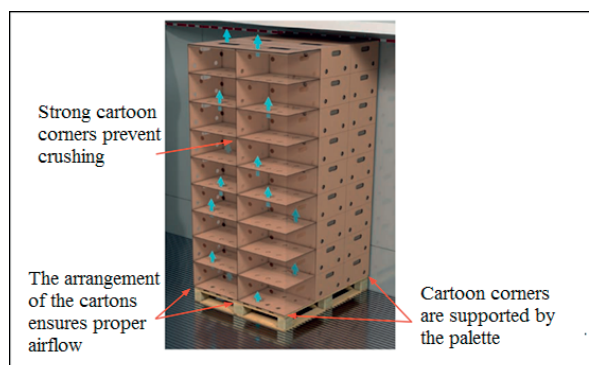 Strong cartoon
corners prevent
crushing
The arrangement
of the cartons
ensures proper
airflow
Cartoon corners
are supported by
the palette